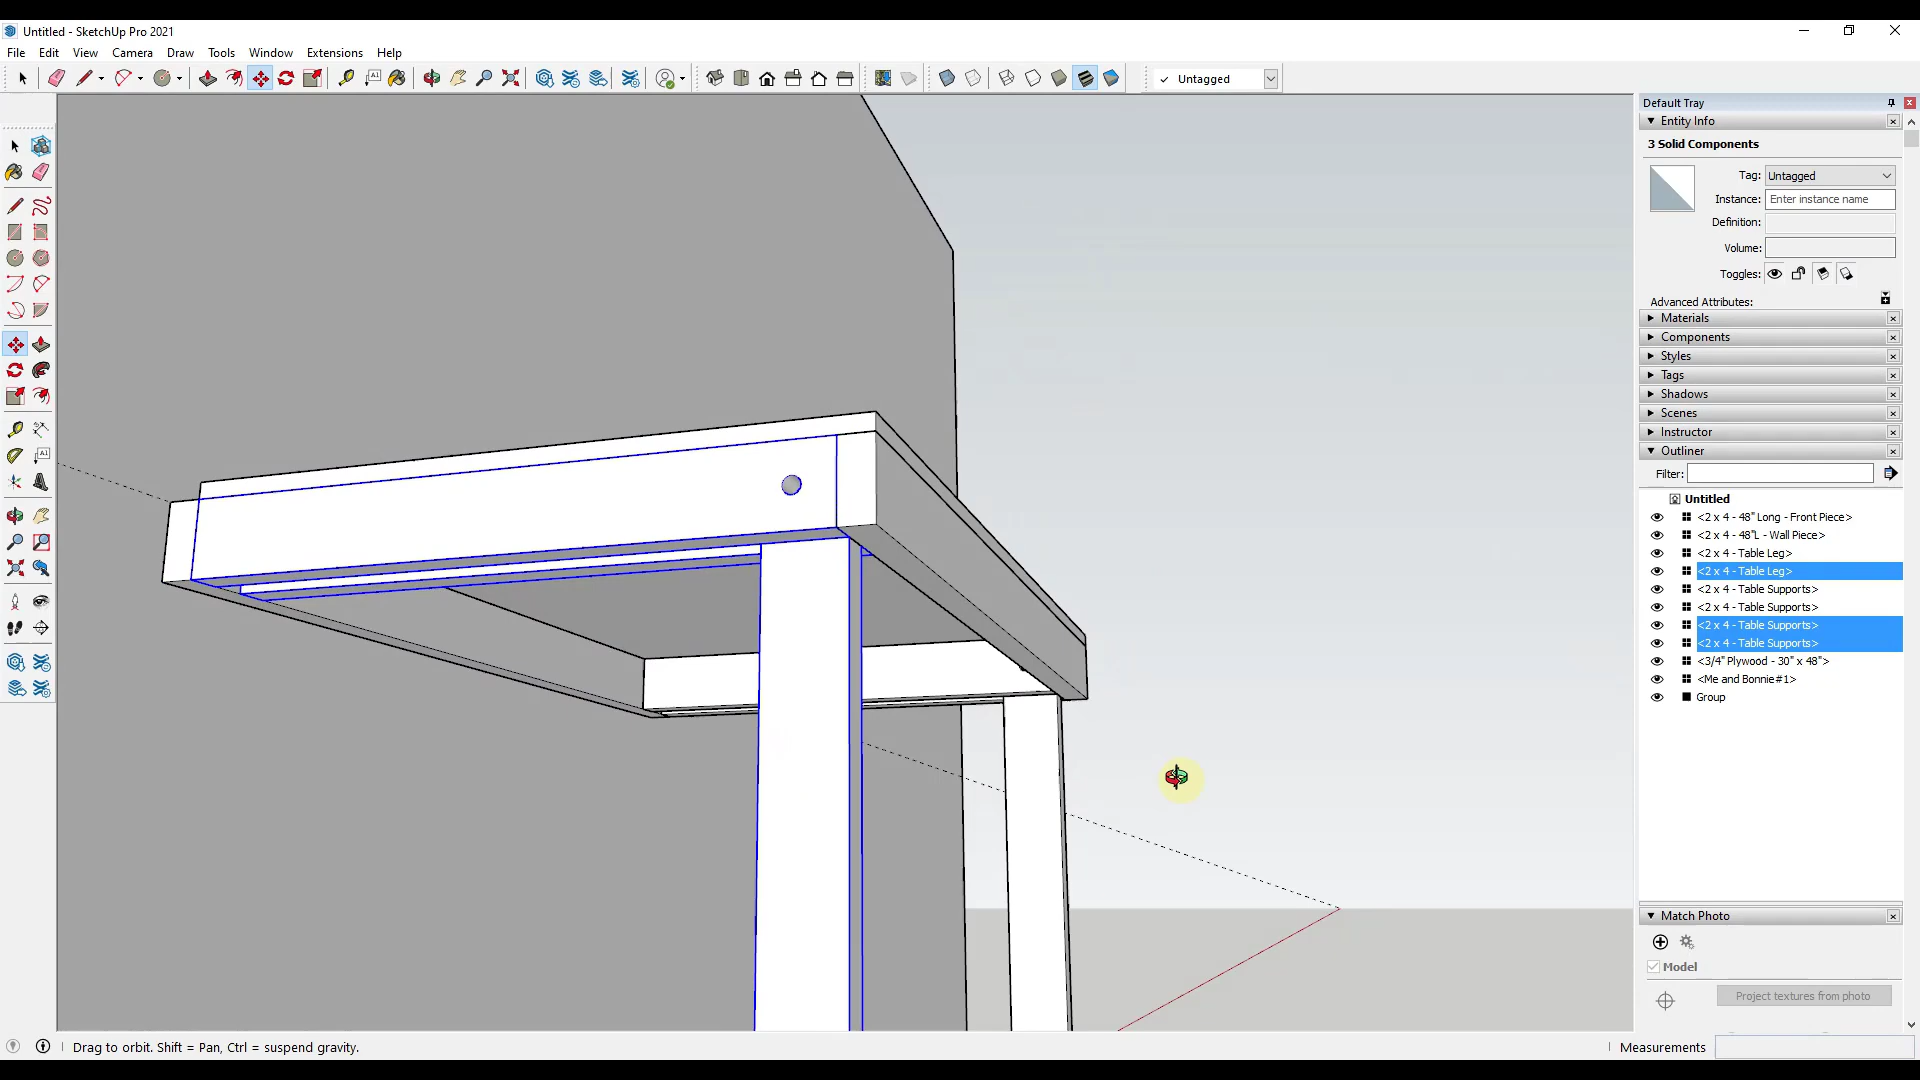 Untitled - SketchUp Pro 2021
File Edit View Camera Draw Tools Window Extensions Help
A1
Untagged
Default Tray
Entity Info
3 Solid Components
Tag: Untagged
Instance: Enter instance name
Definition:
Volume:
Toggles:
Advanced Attributes:
Materials
Components
Styles
Tags
Shadows
Scenes
Instructor
Outliner
Filter:
Untitled
<2 x 4 - 48" Long - Front Piece>
<2 x 4 - 48"L - Wall Piece>
<2 x 4 - Table Leg>
<2 x 4 - Table Leg>
<2 x 4 - Table Supports>
<2 x 4 - Table Supports>
<2 x 4 - Table Supports>
<2 x 4 - Table Supports>
<3/4" Plywood - 30" x 48">
<Me and Bonnie#1>
Group
Match Photo
Model
Project textures from photo
A1
Drag to orbit. Shift = Pan, Ctrl = suspend gravity.
Measurements